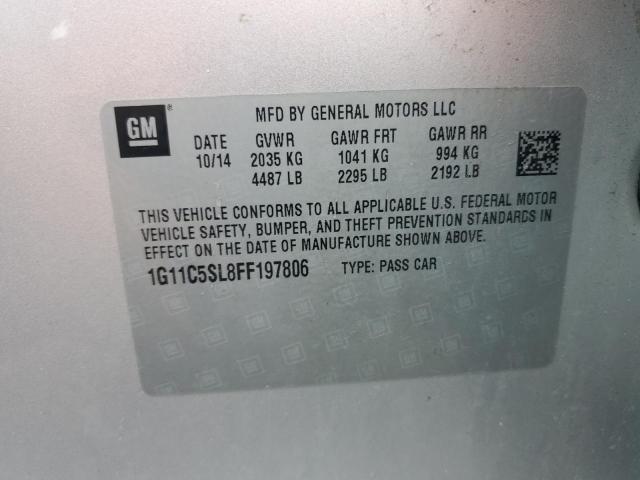 GM ®
MFD BY GENERAL MOTORS LLC
DATE GVWR GAWR FRT GAWR RR
10/14 2035 KG 1041 KG 994 KG
4487 LB 2295 LB 2192 LB
THIS VEHICLE CONFORMS TO ALL APPLICABLE U.S. FEDERAL MOTOR
VEHICLE SAFETY, BUMPER, AND THEFT PREVENTION STANDARDS IN
EFFECT ON THE DATE OF MANUFACTURE SHOWN ABOVE.
1G11C5SL8FF197806 TYPE: PASS CAR